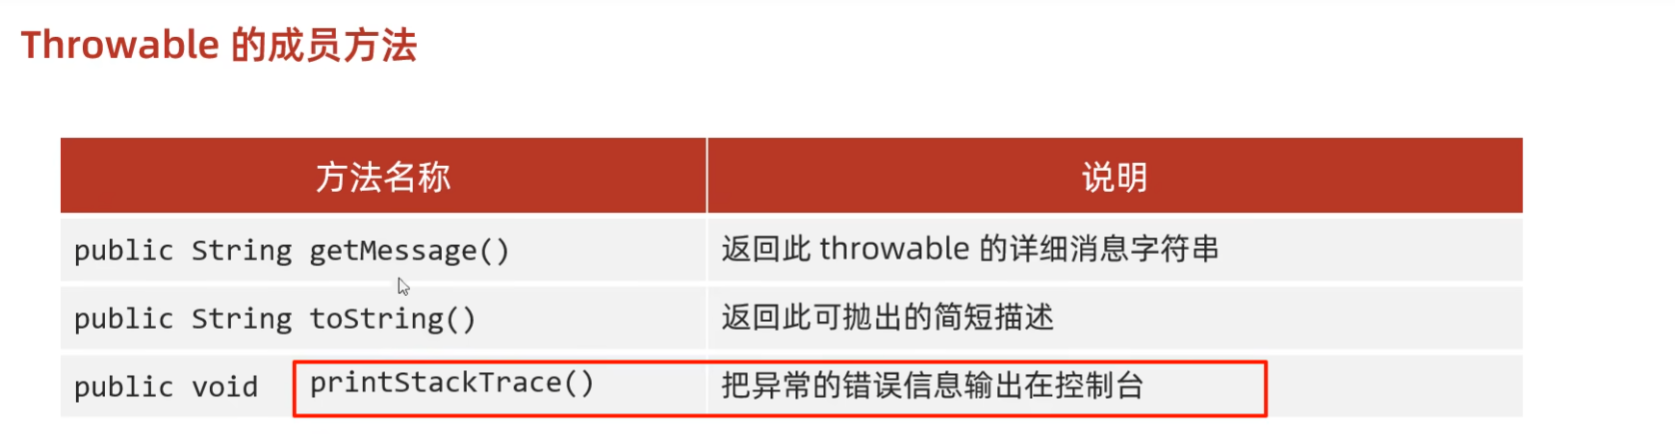 Throwable 的成员方法
方法名称 说明
public String getMessage() 返回此 throwable 的详细消息字符串
public String toString() 返回此可抛出的简短描述
public void printStackTrace() 把异常的错误信息输出在控制台